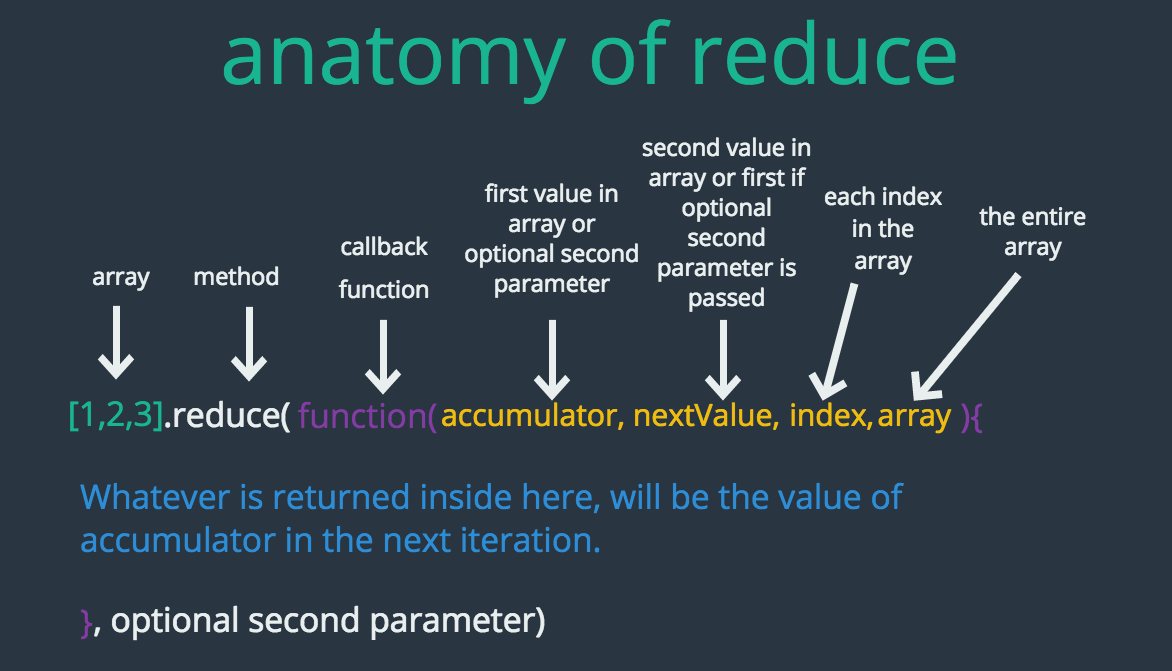 anatomy of reduce
array
method
callback
function
first value in
array or
optional second
parameter
second value in
array or first if
optional
second
parameter is
passed
each index
in the
array
the entire
array
[1,2,3].reduce( function( accumulator, nextValue, index, array ){
Whatever is returned inside here, will be the value of
accumulator in the next iteration.
}, optional second parameter)